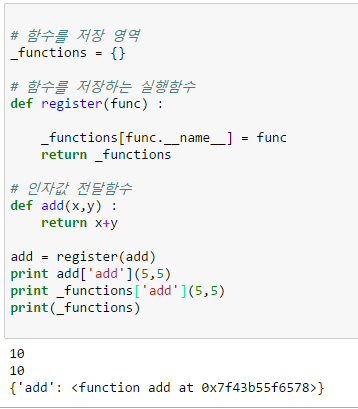 # 함수를 저장 영역
_functions = {}
# 함수를 저장하는 실행함수
def register(func) :
_functions[func.__name__] = func
return _functions
# 인자값 전달함수
def add(x,y) :
return x+y
add = register(add)
print add['add'](5,5)
print _functions['add'](5,5)
print(_functions)
10
10
{'add': <function add at 0x7f43b55f6578>}